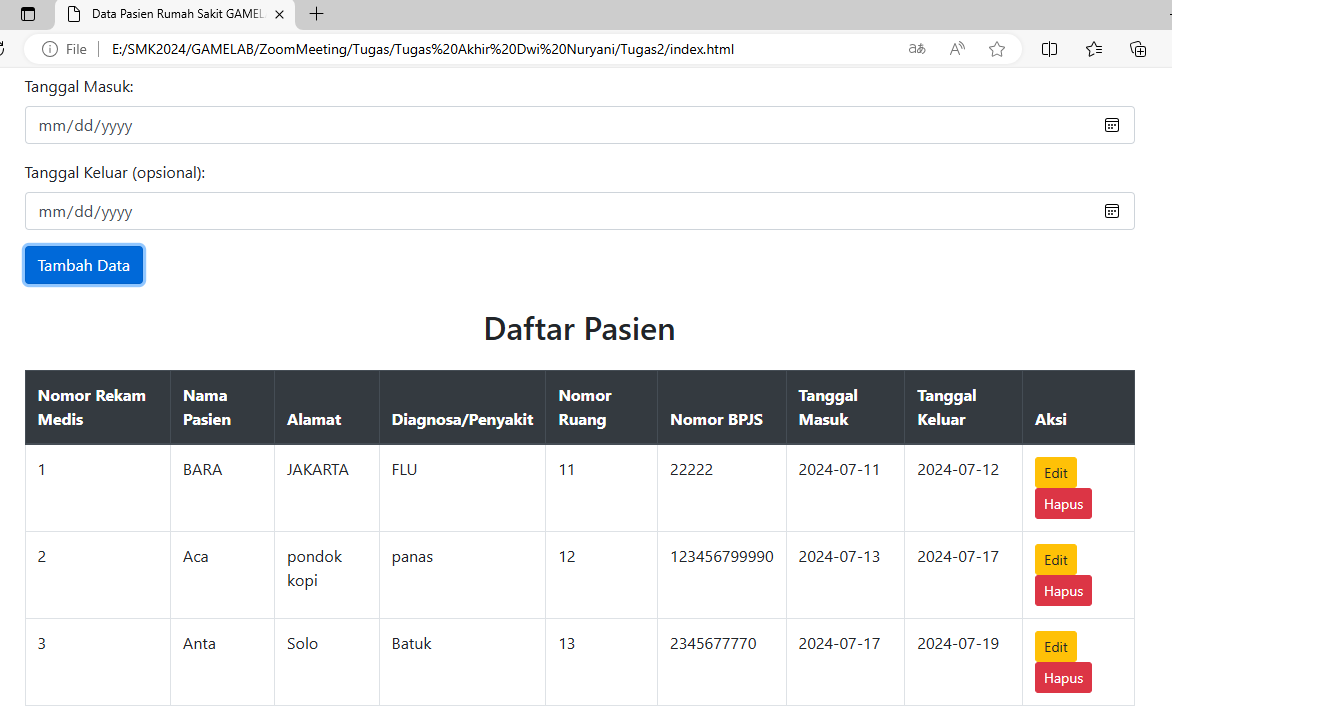 Data Pasien Rumah Sakit GAMEL
File
E:/SMK2024/GAMELAB/ZoomMeeting/Tugas/Tugas%20Akhir%20Dwi%20Nuryani/Tugas2/index.html
Tanggal Masuk:
mm/dd/yyyy
Tanggal Keluar (opsional):
mm/dd/yyyy
Tambah Data
Daftar Pasien
Nomor Rekam Medis Nama Pasien Alamat Diagnosa/Penyakit Nomor Ruang Nomor BPJS Tanggal Masuk Tanggal Keluar Aksi
1 BARA JAKARTA FLU 11 22222 2024-07-11 2024-07-12 Edit
Hapus
2 Aca pondok kopi panas 12 123456799990 2024-07-13 2024-07-17 Edit
Hapus
3 Anta Solo Batuk 13 2345677770 2024-07-17 2024-07-19 Edit
Hapus